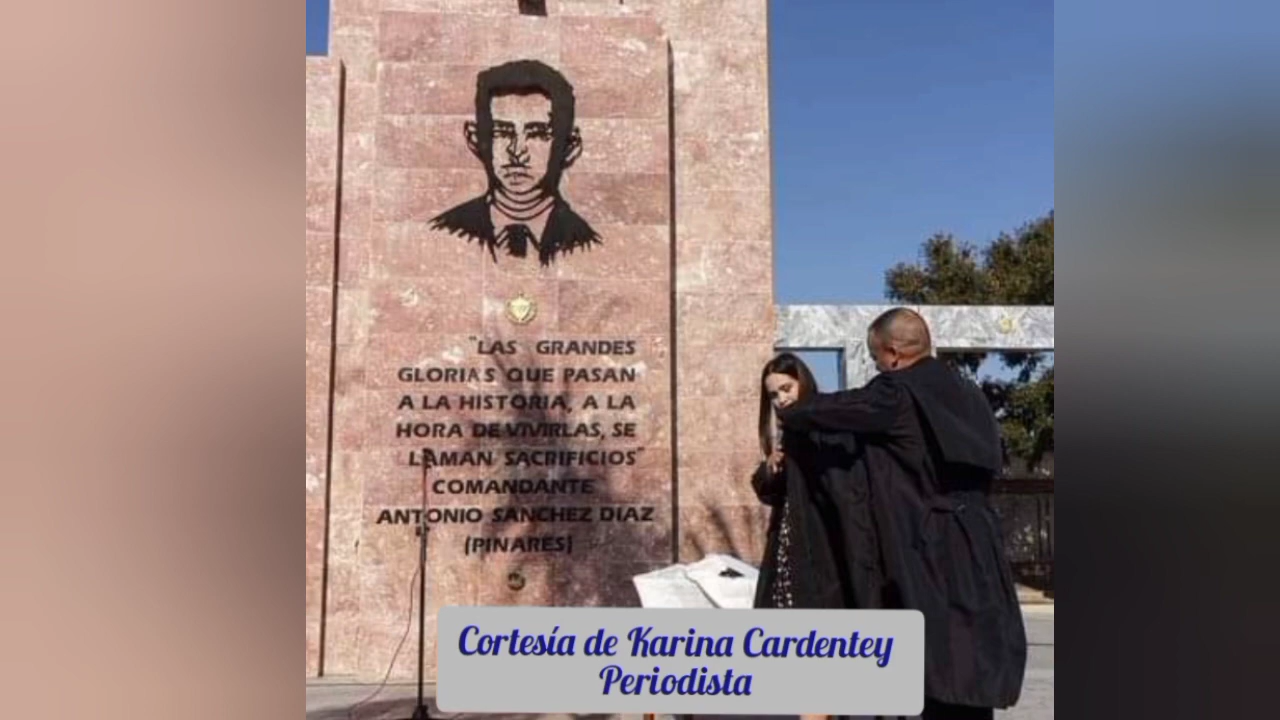 "LAS GRANDES
GLORIAS QUE PASAN
A LA HISTORIA, A LA
HORA DE VIVIRLAS, SE
LAMAN SACRIFICIOS"
COMANDANTE
ANTONIO SANCHEZ DIAZ
(PINARES)
Cortesía de Karina Cardentey
Periodista